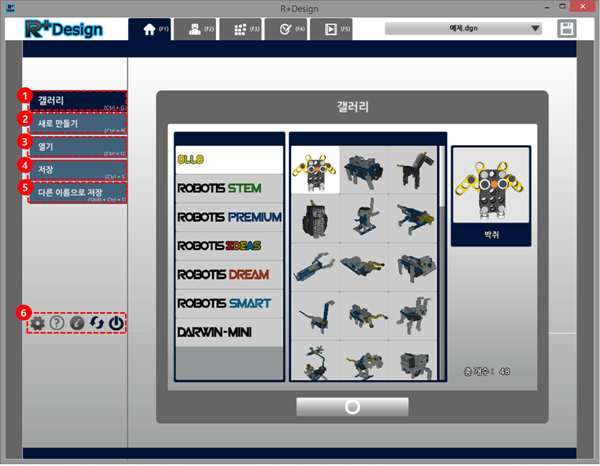 R+Design
R+Design
(F1)
(F2)
(F3)
(F4)
(F5)
예제.dgn
1
갤러리
(Ctrl + G)
2
새로 만들기
(Ctrl + N)
3
열기
(Ctrl + O)
4
저장
(Ctrl + S)
5
다른 이름으로 저장
(Shift + Ctrl + S)
6
갤러리
OLLO
ROBOTIS STEM
ROBOTIS PREMIUM
ROBOTIS IDEAS
ROBOTIS DREAM
ROBOTIS SMART
DARWIN-MINI
박쥐
총 개수 : 48